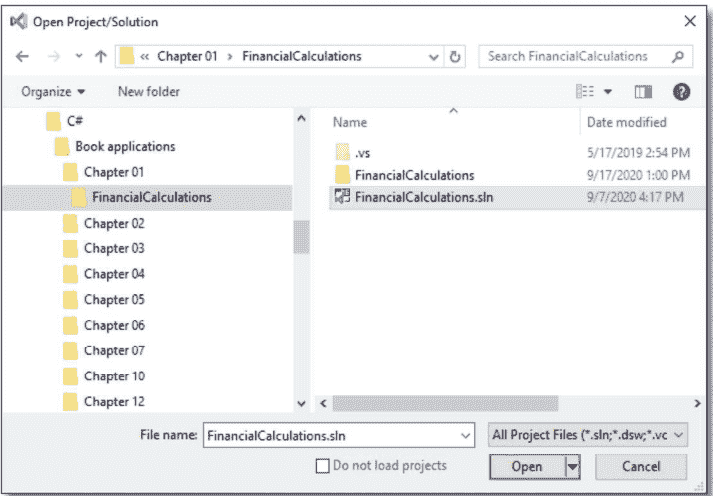 Open Project/Solution
« Chapter 01 › FinancialCalculations
Search FinancialCalculations
Organize
New folder
C#
Book applications
Chapter 01
FinancialCalculations
Chapter 02
Chapter 03
Chapter 04
Chapter 05
Chapter 06
Chapter 07
Chapter 10
Chapter 12
Name Date modified
.vs 5/17/2019 2:54 PM
FinancialCalculations 9/17/2020 1:00 PM
FinancialCalculations.sln 9/7/2020 4:17 PM
File name: FinancialCalculations.sln
All Project Files (*.sln;*.dsw;*.vc
Do not load projects
Open Cancel